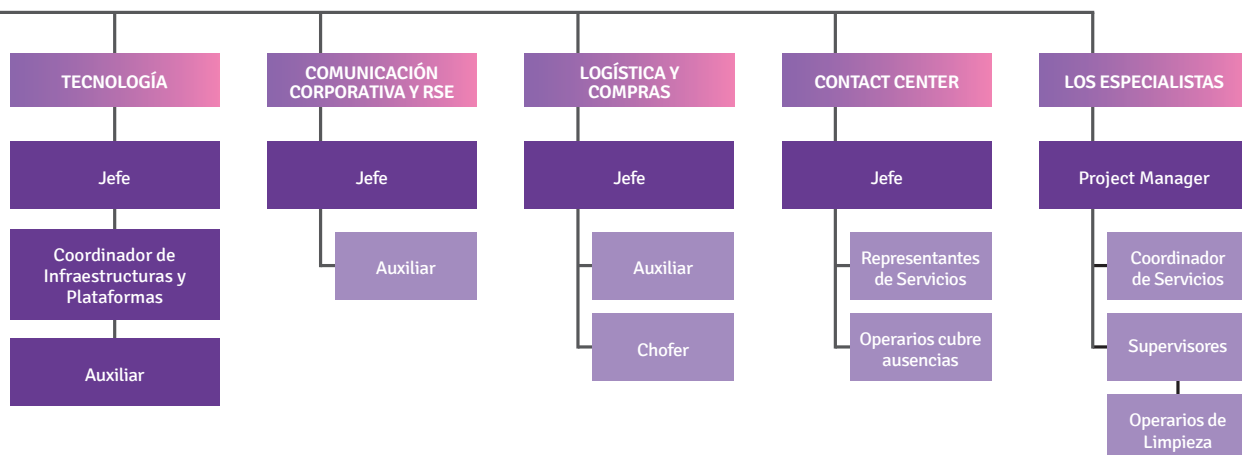 TECNOLOGÍA
Jefe
Coordinador de
Infraestructuras y
Plataformas
Auxiliar
COMUNICACIÓN
CORPORATIVA Y RSE
Jefe
Auxiliar
LOGÍSTICA Y
COMPRAS
Jefe
Auxiliar
Chofer
CONTACT CENTER
Jefe
Representantes
de Servicios
Operarios cubre
ausencias
LOS ESPECIALISTAS
Project Manager
Coordinador
de Servicios
Supervisores
Operarios de
Limpieza